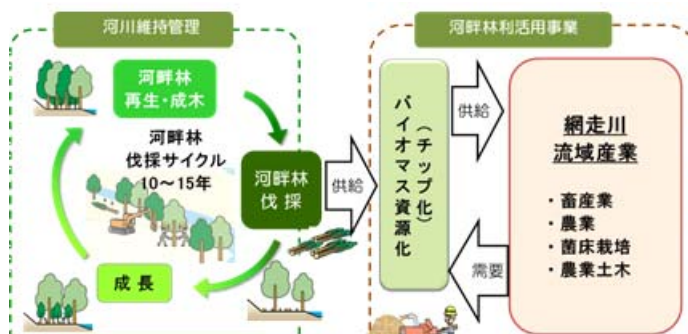 河川維持管理
河畔林
再生・成木
河畔林
伐採サイクル
10～15年
河畔林
伐採
成長
供給
河畔林利活用事業
バイオマス資源化
（チップ化）
供給
需要
網走川
流域産業
・畜産業
・農業
・菌床栽培
・農業土木